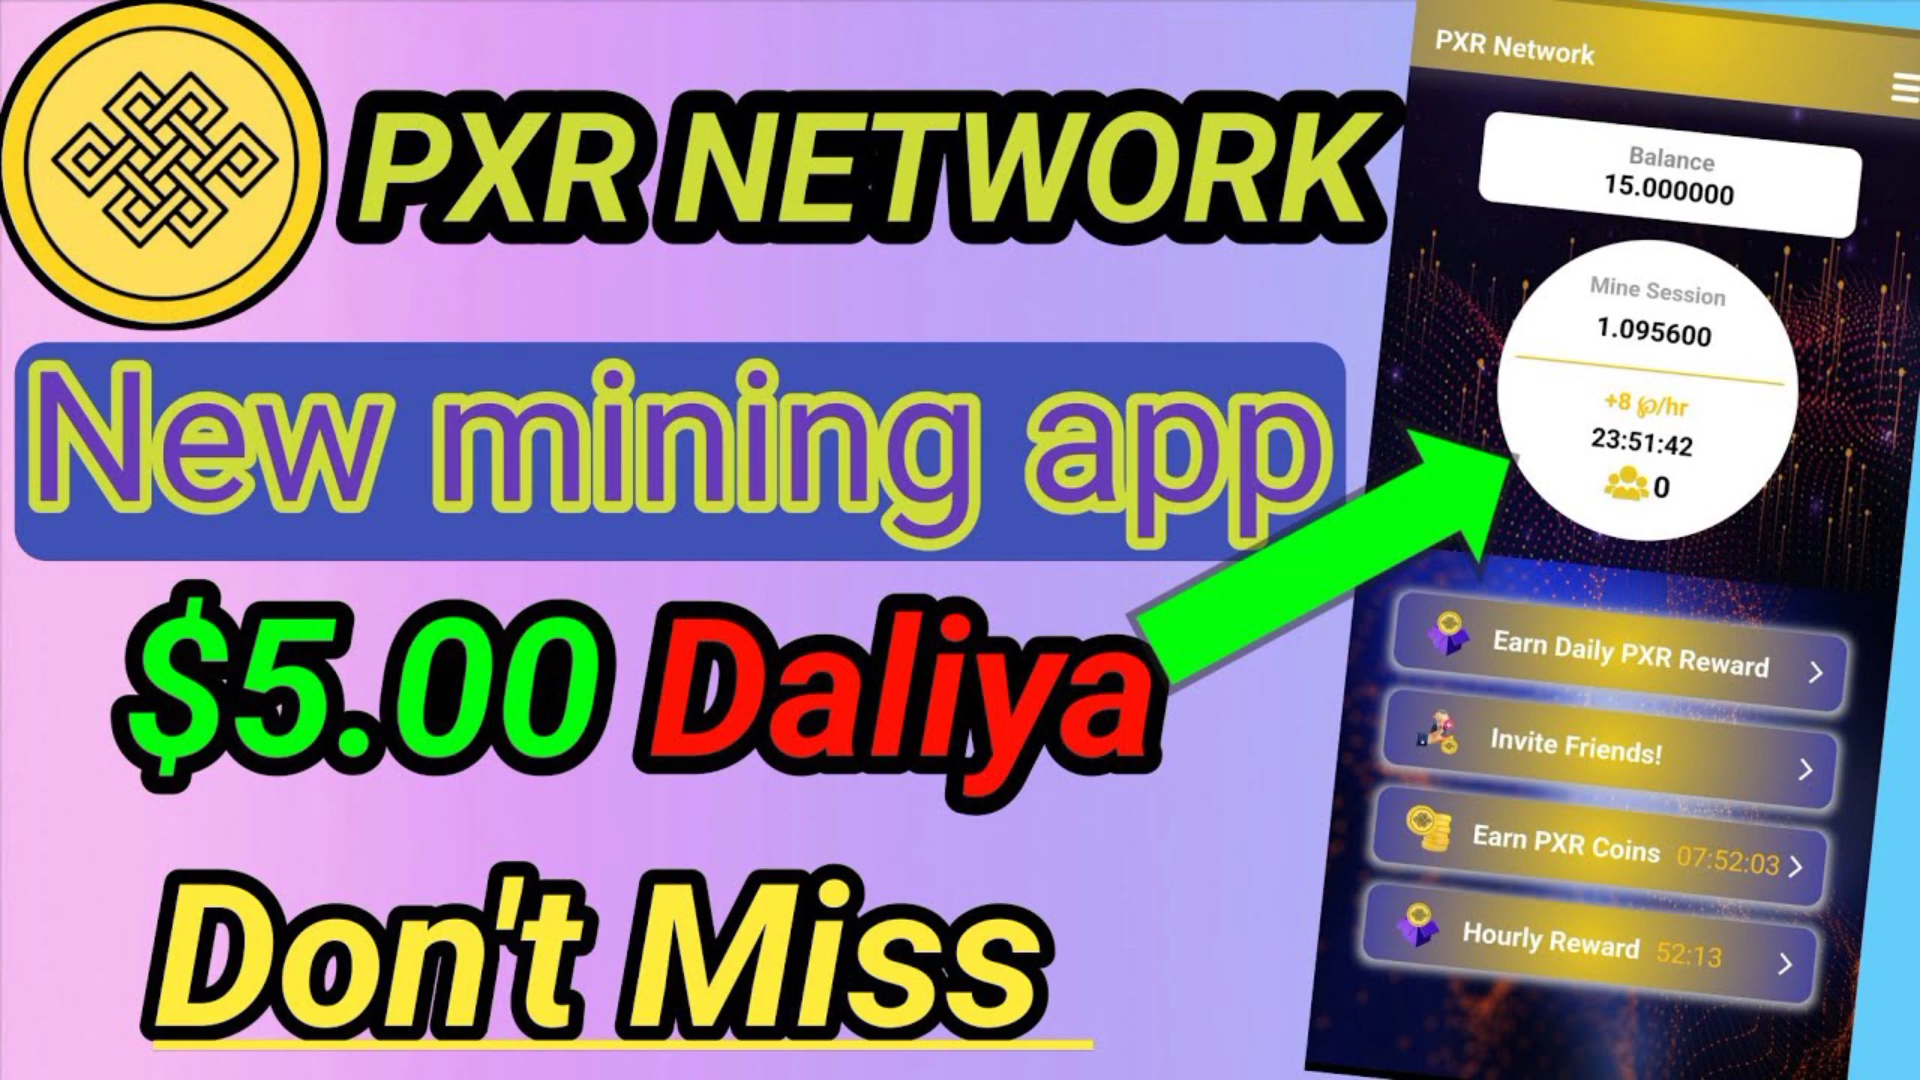 PXR NETWORK
New mining app
$5.00 Daliya
Don't Miss
PXR Network
Balance
15.000000
Mine Session
1.095600
+8 ℘/hr
23:51:42
0
Earn Daily PXR Reward
Invite Friends!
Earn PXR Coins 07:52:03
Hourly Reward 52:13